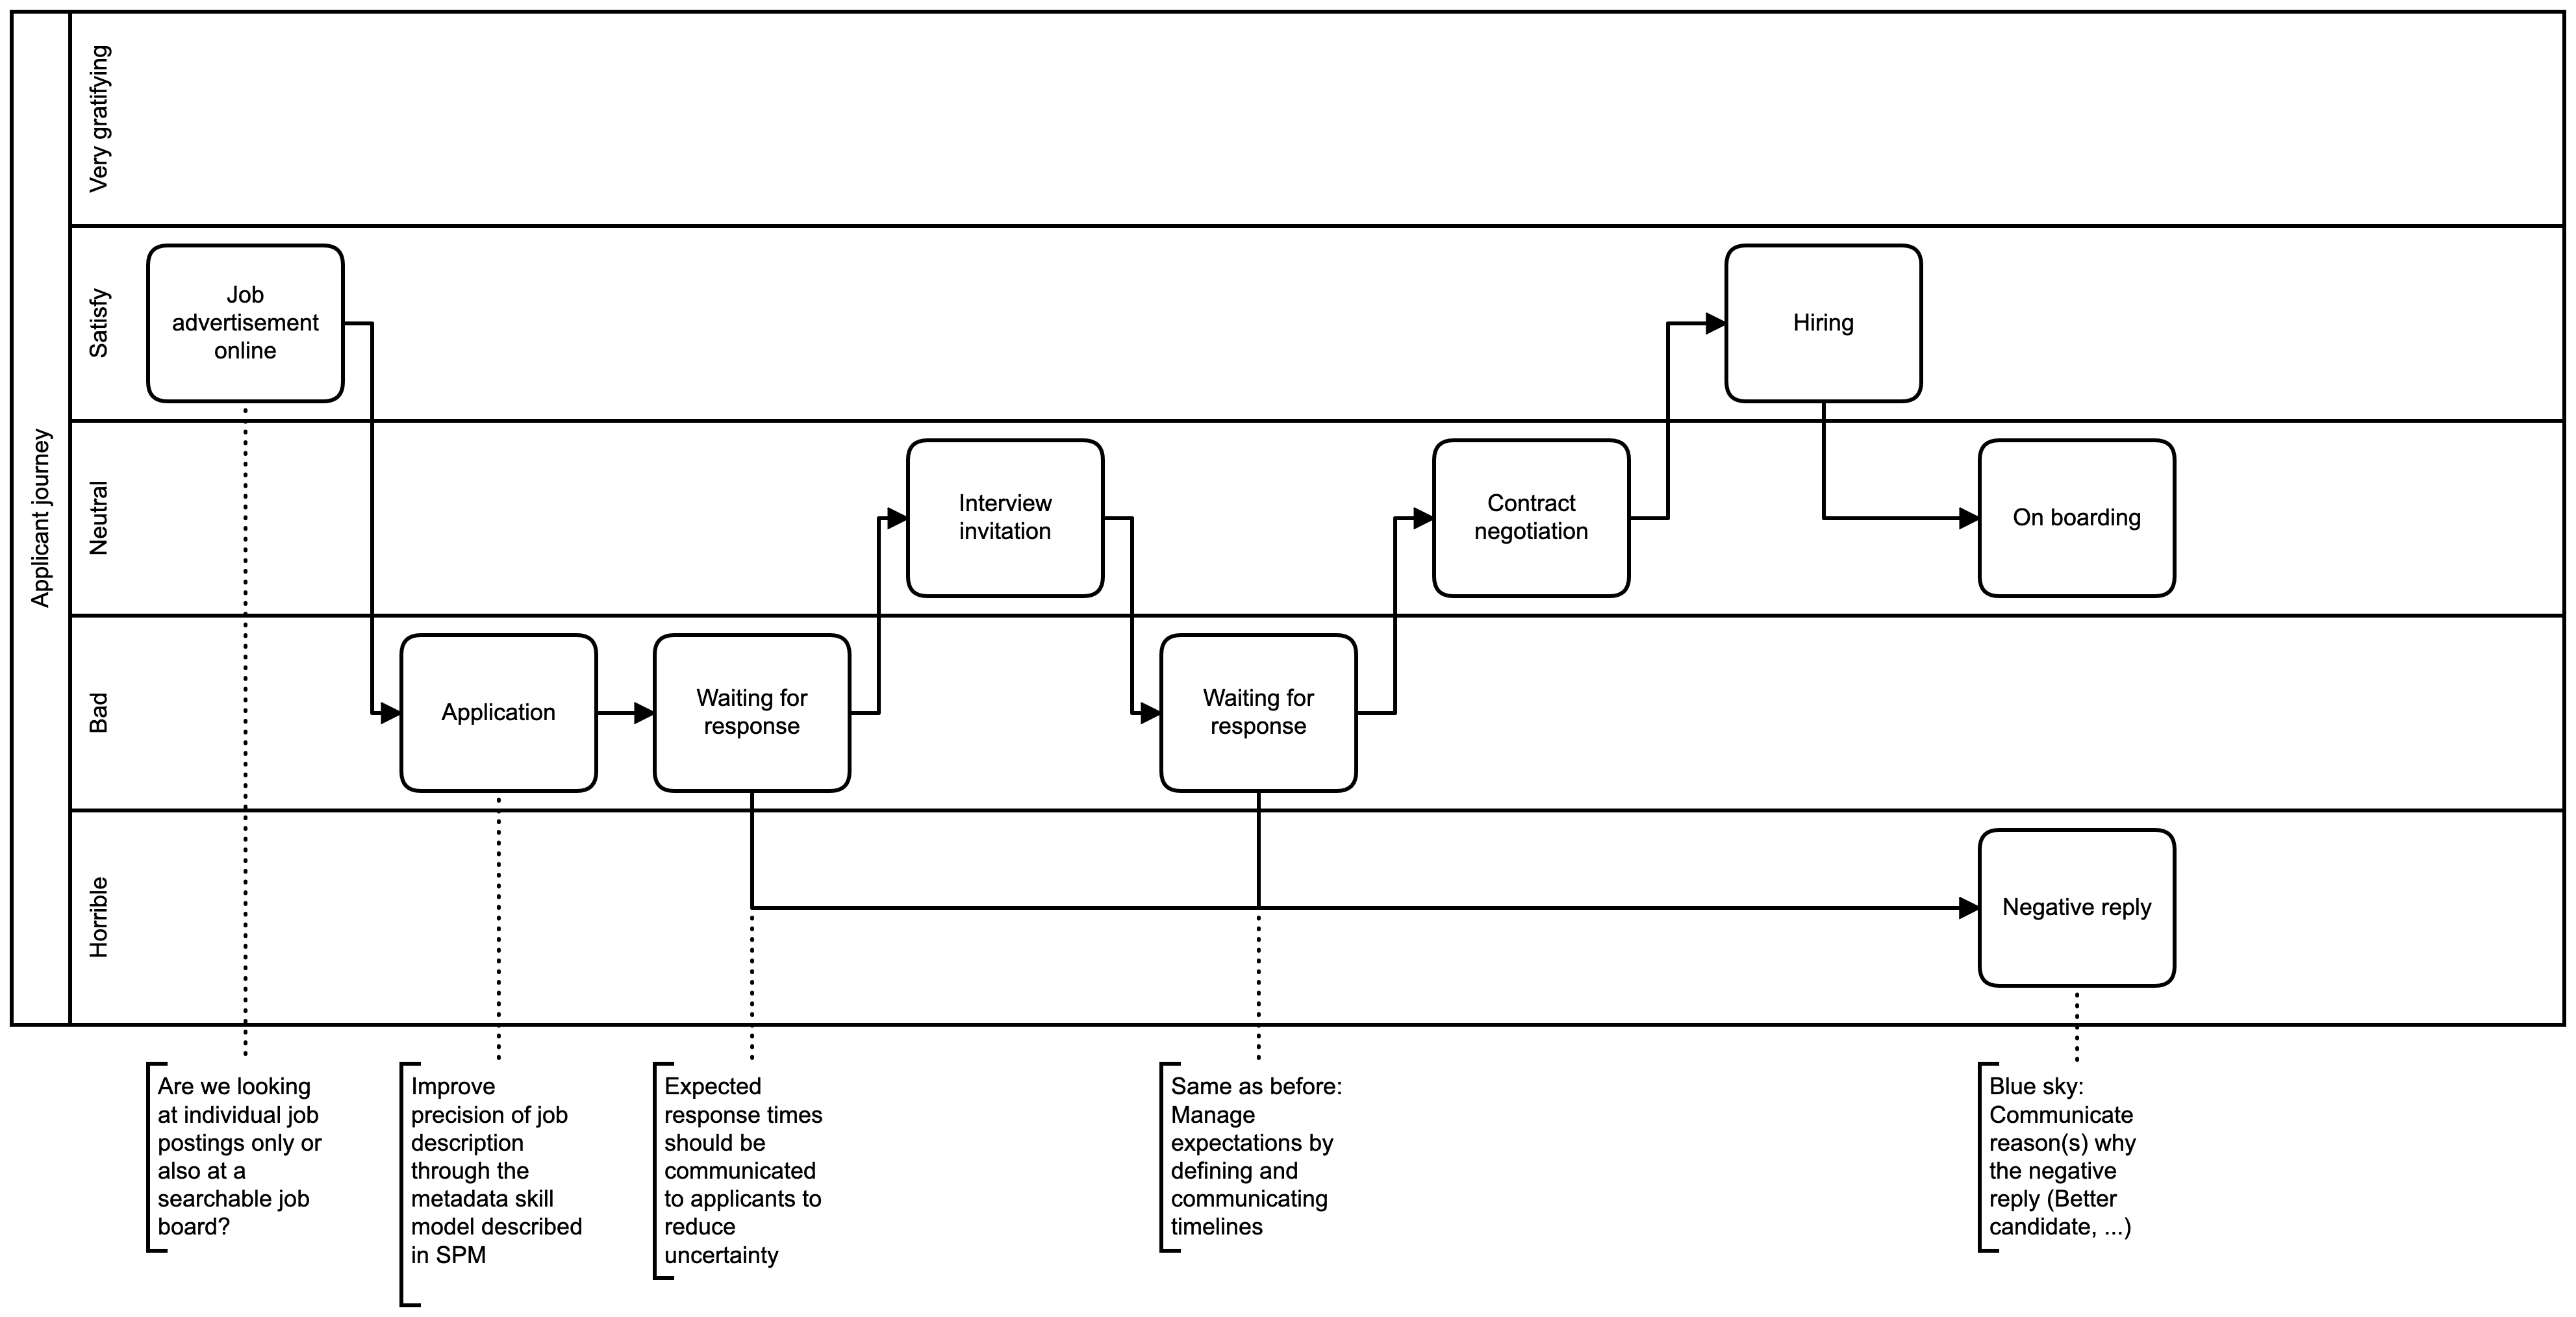 Applicant journey
Very gratifying
Satisfy
Job
advertisement
online
Hiring
Neutral
Interview
invitation
Contract
negotiation
On boarding
Bad
Application
Waiting for
response
Waiting for
response
Horrible
Negative reply
Are we looking
at individual job
postings only or
also at a
searchable job
board?
Improve
precision of job
description
through the
metadata skill
model described
in SPM
Expected
response times
should be
communicated
to applicants to
reduce
uncertainty
Same as before:
Manage
expectations by
defining and
communicating
timelines
Blue sky:
Communicate
reason(s) why
the negative
reply (Better
candidate, ...)